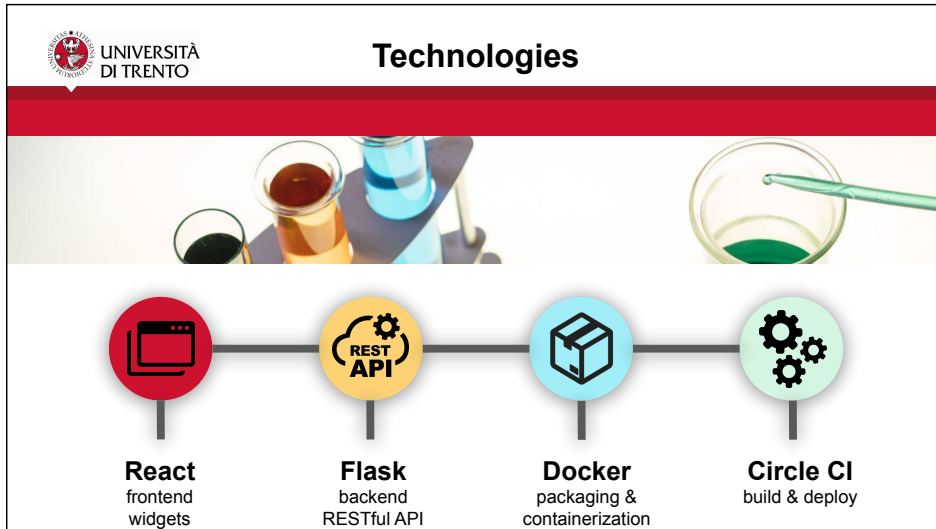 UNIVERSITÀ
DI TRENTO
Technologies
REST
API
React
frontend
widgets
Flask
backend
RESTful API
Docker
packaging &
containerization
Circle CI
build & deploy